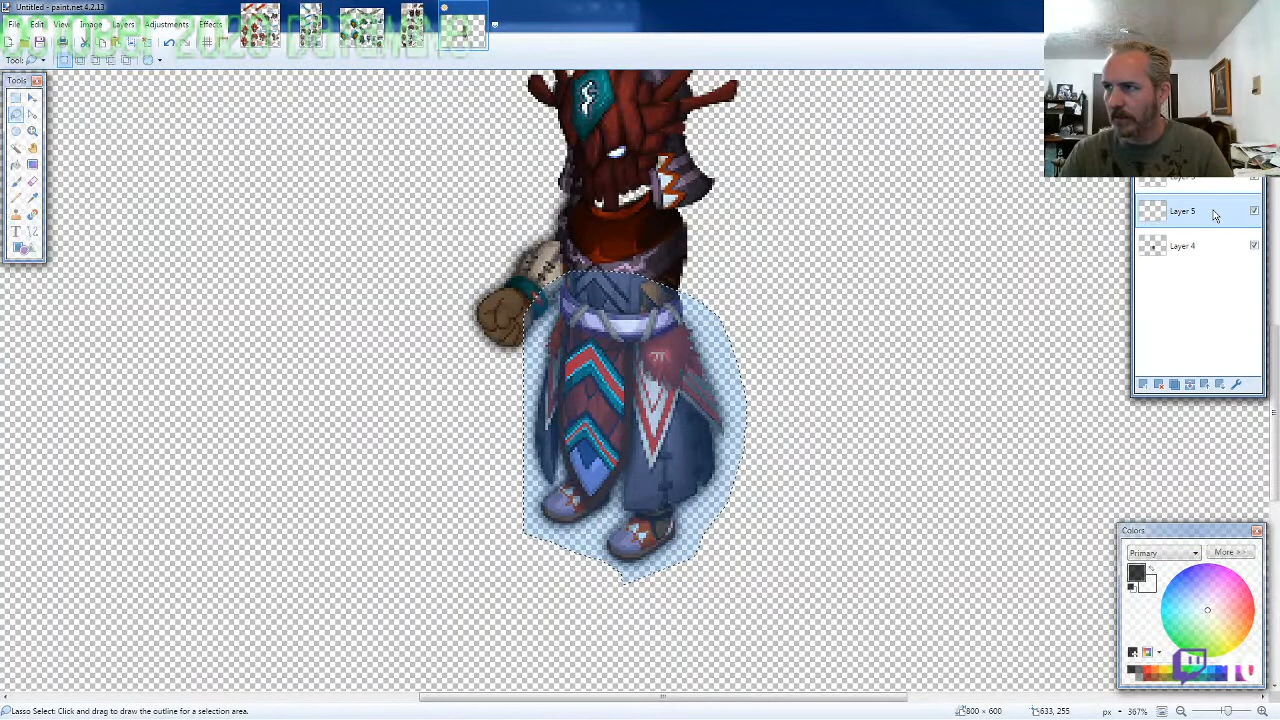 Untitled - paint.net 4.2.13
File Edit View Image Layers Adjustments Effects
Tool:
Tools
Layer 5
Layer 4
Colors
Primary
More >>
Lasso Select: Click and drag to draw the outline for a selection area.
800 × 600
633, 255
px
367%